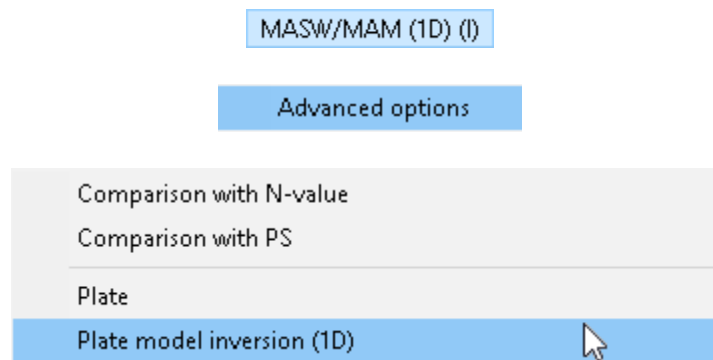 MASW/MAM (1D) (I)
Advanced options
Comparison with N-value
Comparison with PS
Plate
Plate model inversion (1D)